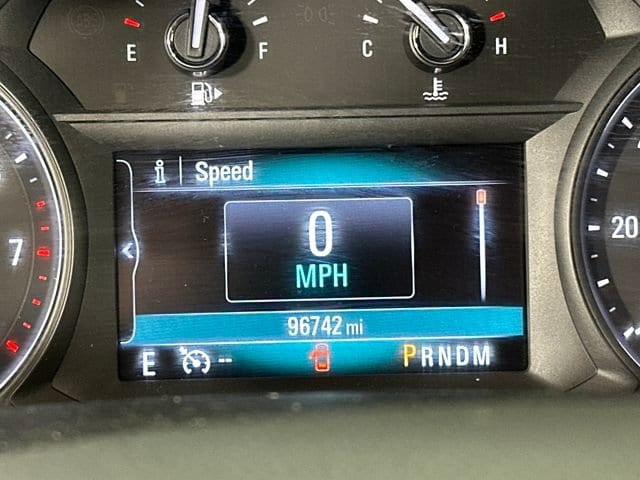 E F C H
i Speed
7 0 20
MPH
96742 mi
E -- PRNDM